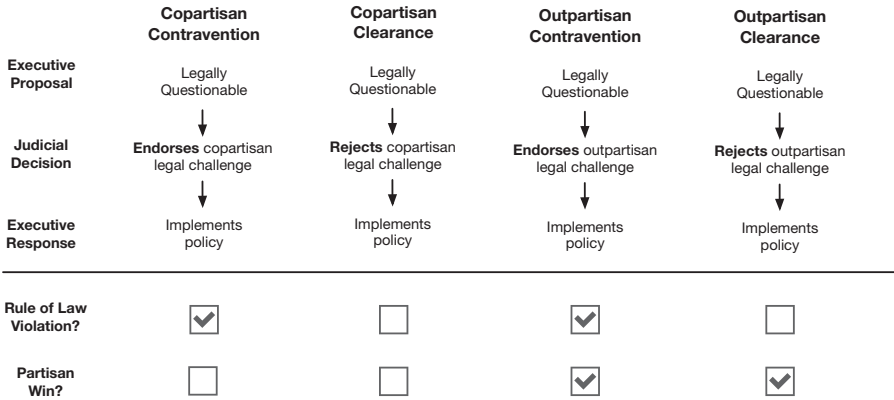 Copartisan Contravention
Copartisan Clearance
Outpartisan Contravention
Outpartisan Clearance
Executive Proposal
Legally Questionable
Legally Questionable
Legally Questionable
Legally Questionable
Judicial Decision
Endorses copartisan legal challenge
Rejects copartisan legal challenge
Endorses outpartisan legal challenge
Rejects outpartisan legal challenge
Executive Response
Implements policy
Implements policy
Implements policy
Implements policy
Rule of Law Violation?
Partisan Win?